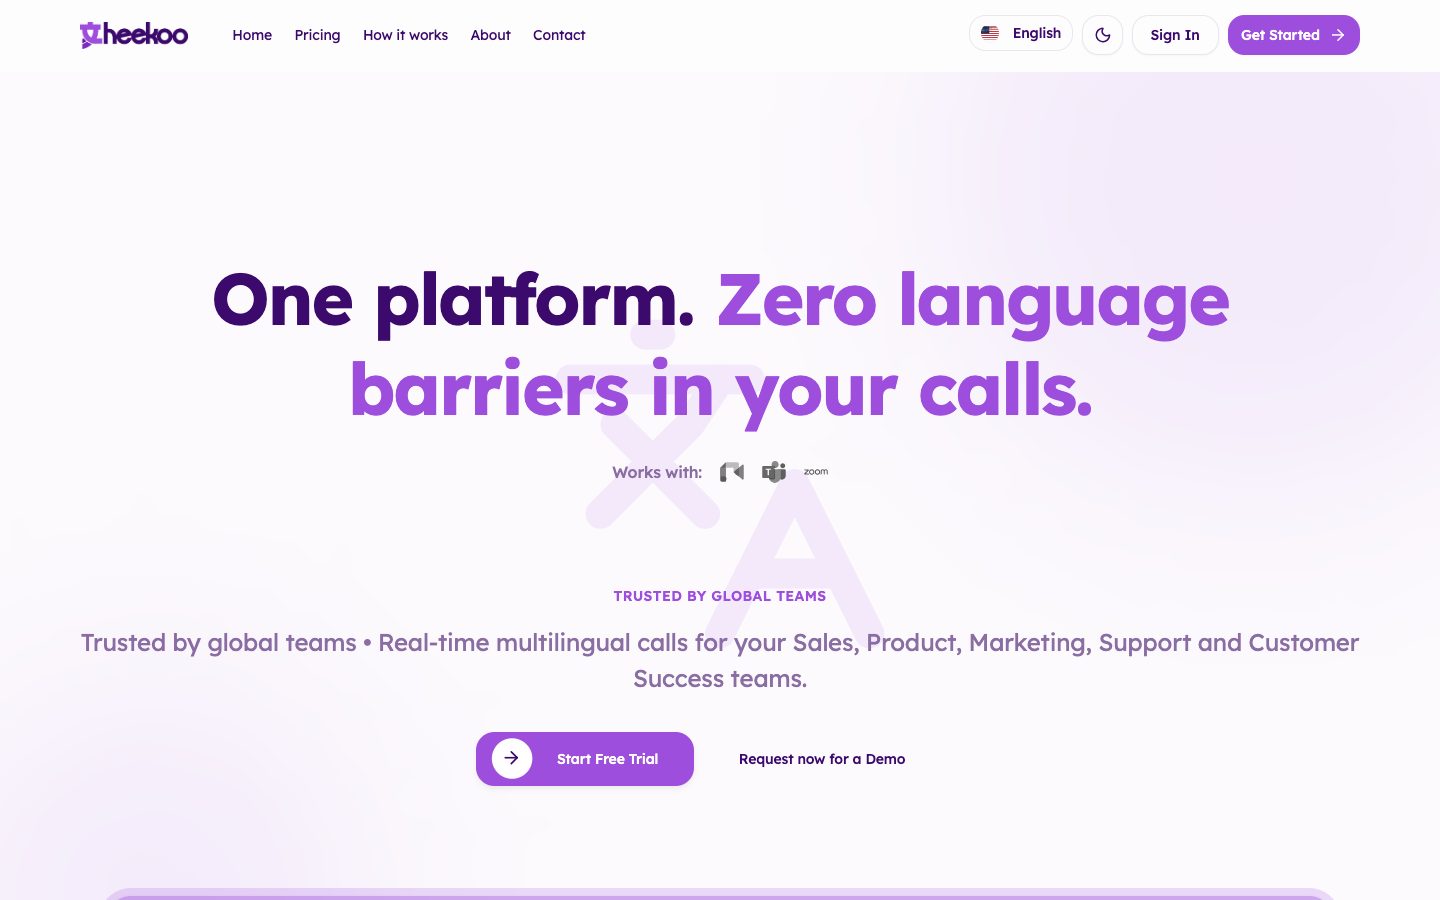 heekoo
Home Pricing How it works About Contact
English
Sign In
Get Started
One platform. Zero language
barriers in your calls.
Works with:
T
zoom
TRUSTED BY GLOBAL TEAMS
Trusted by global teams • Real-time multilingual calls for your Sales, Product, Marketing, Support and Customer
Success teams.
Start Free Trial
Request now for a Demo